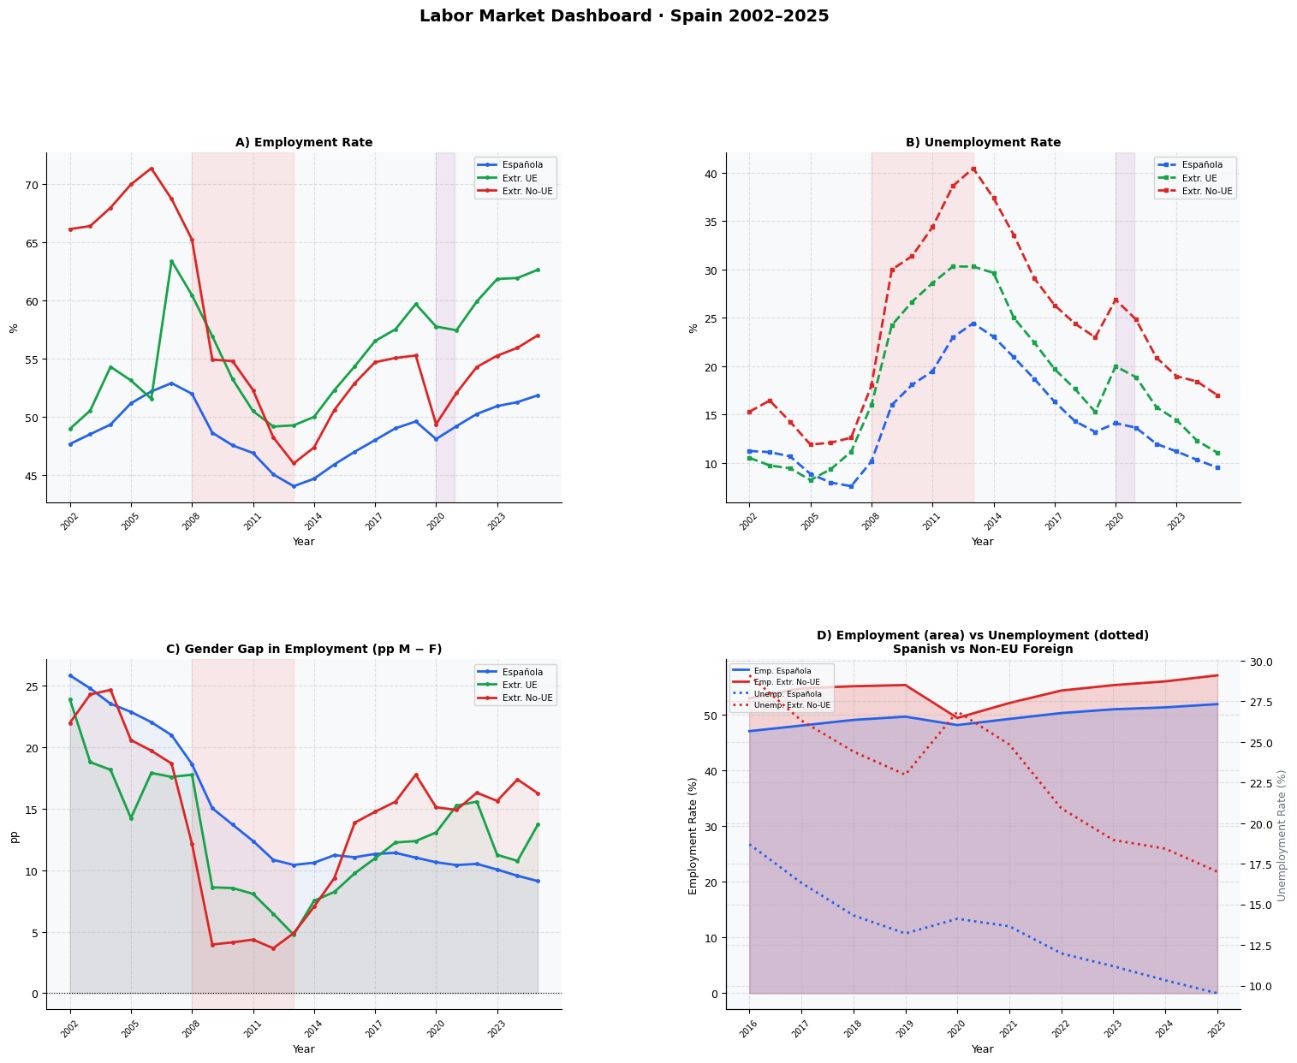 Labor Market Dashboard · Spain 2002–2025
A) Employment Rate
%
70
65
60
55
50
45
Española
Extr. UE
Extr. No-UE
2002
2005
2008
2011
2014
2017
2020
2023
Year
B) Unemployment Rate
%
40
35
30
25
20
15
10
Española
Extr. UE
Extr. No-UE
2002
2005
2008
2011
2014
2017
2020
2023
Year
C) Gender Gap in Employment (pp M − F)
pp
25
20
15
10
5
0
Española
Extr. UE
Extr. No-UE
2002
2005
2008
2011
2014
2017
2020
2023
Year
D) Employment (area) vs Unemployment (dotted)
Spanish vs Non-EU Foreign
Employment Rate (%)
50
40
30
20
10
0
Emp. Española
Emp. Extr. No-UE
Unemp. Española
Unemp. Extr. No-UE
30.0
27.5
25.0
22.5
20.0
17.5
15.0
12.5
10.0
Unemployment Rate (%)
2016
2017
2018
2019
2020
2021
2022
2023
2024
2025
Year